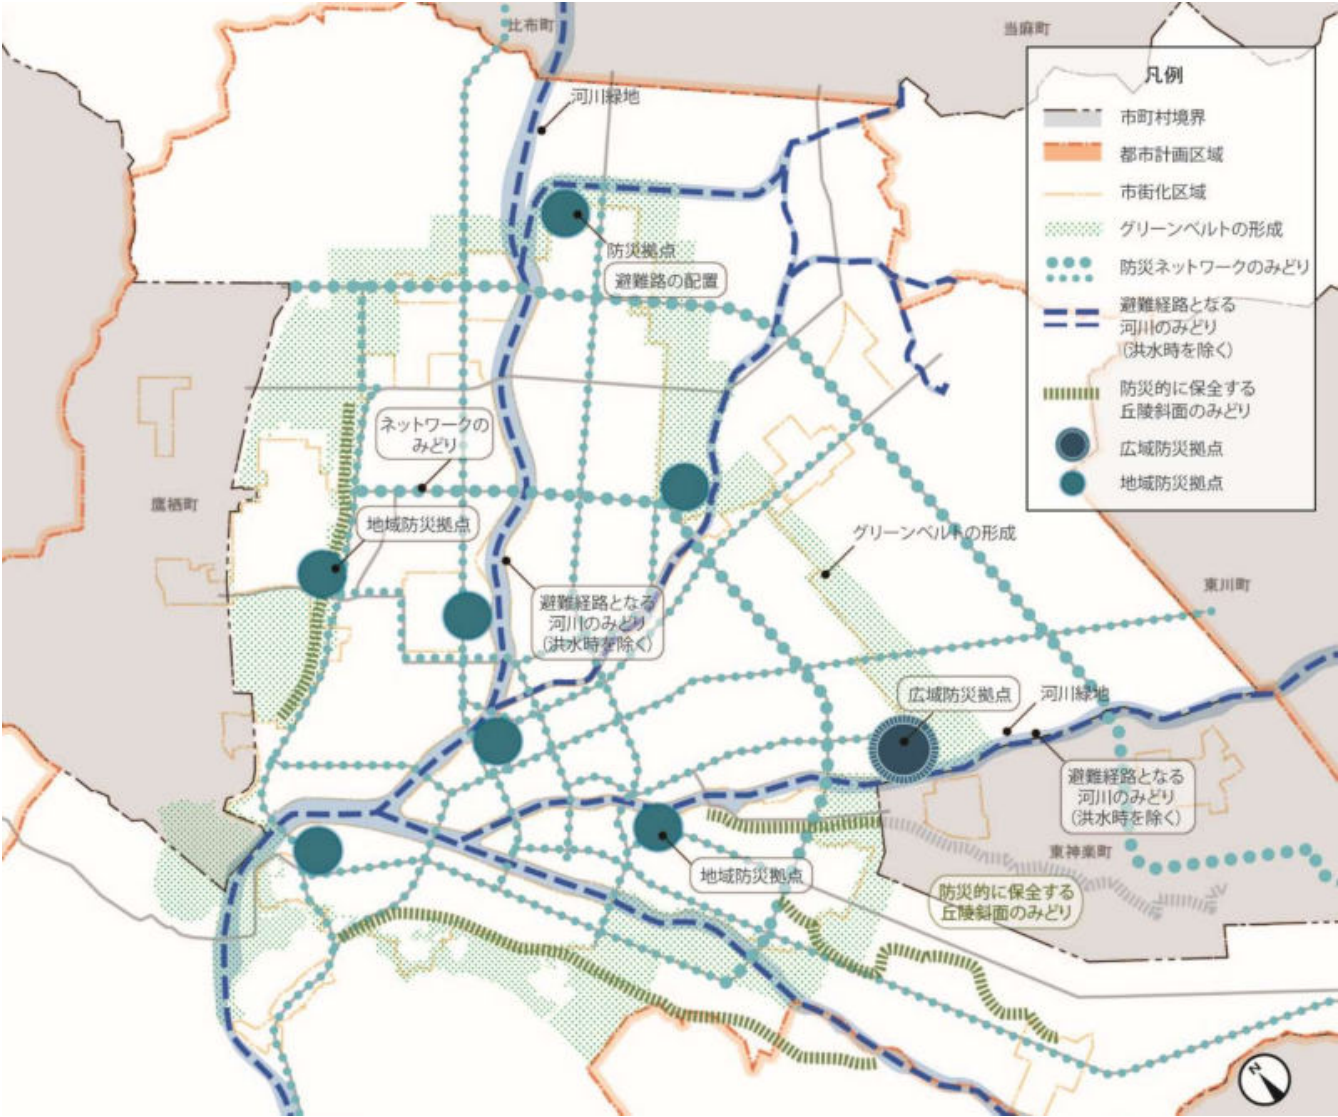 比布町
当麻町
河川緑地
凡例
市町村境界
都市計画区域
市街化区域
グリーンベルトの形成
防災ネットワークのみどり
避難経路となる
河川のみどり
(洪水時を除く)
防災的に保全する
丘陵斜面のみどり
広域防災拠点
地域防災拠点
防災拠点
避難路の配置
ネットワークの
みどり
鷹栖町
地域防災拠点
グリーンベルトの形成
東川町
避難経路となる
河川のみどり
(洪水時を除く)
広域防災拠点
河川緑地
避難経路となる
河川のみどり
(洪水時を除く)
東神楽町
地域防災拠点
防災的に保全する
丘陵斜面のみどり
N